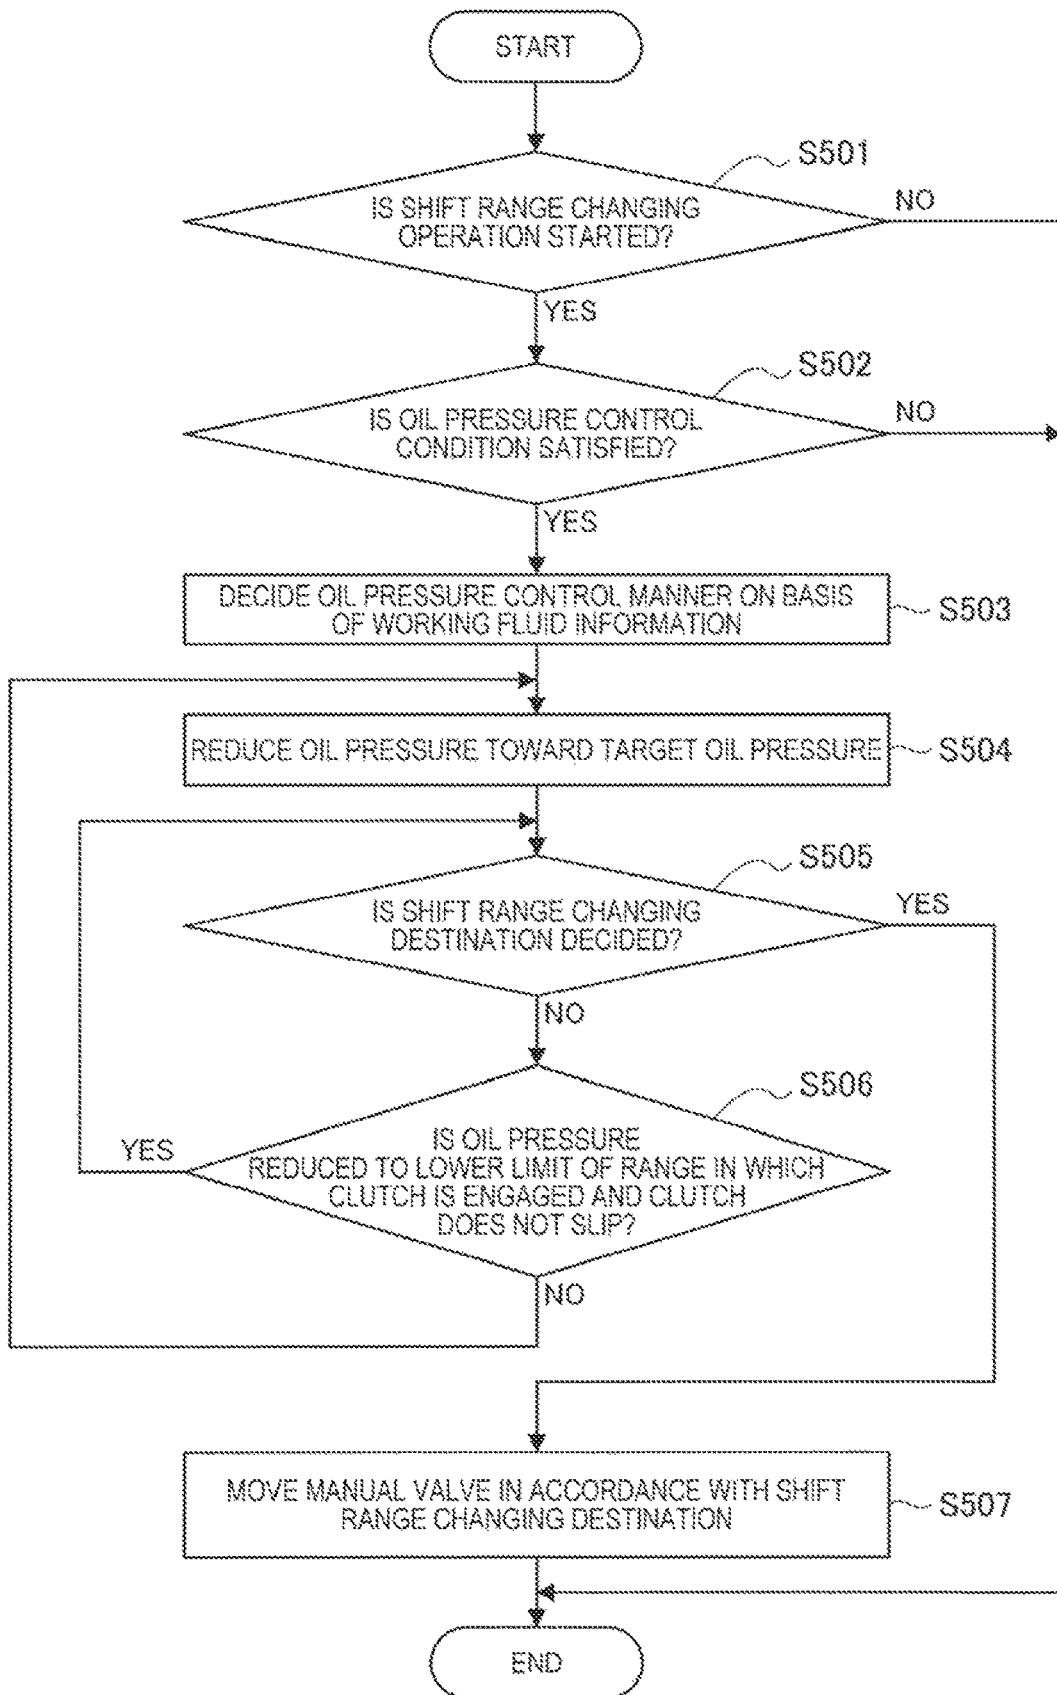 START
S501
IS SHIFT RANGE CHANGING
OPERATION STARTED?
NO
YES
S502
IS OIL PRESSURE CONTROL
CONDITION SATISFIED?
NO
YES
DECIDE OIL PRESSURE CONTROL MANNER ON BASIS
OF WORKING FLUID INFORMATION
S503
REDUCE OIL PRESSURE TOWARD TARGET OIL PRESSURE
S504
S505
IS SHIFT RANGE CHANGING
DESTINATION DECIDED?
YES
NO
S506
IS OIL PRESSURE
REDUCED TO LOWER LIMIT OF RANGE IN WHICH
CLUTCH IS ENGAGED AND CLUTCH
DOES NOT SLIP?
YES
NO
MOVE MANUAL VALVE IN ACCORDANCE WITH SHIFT
RANGE CHANGING DESTINATION
S507
END